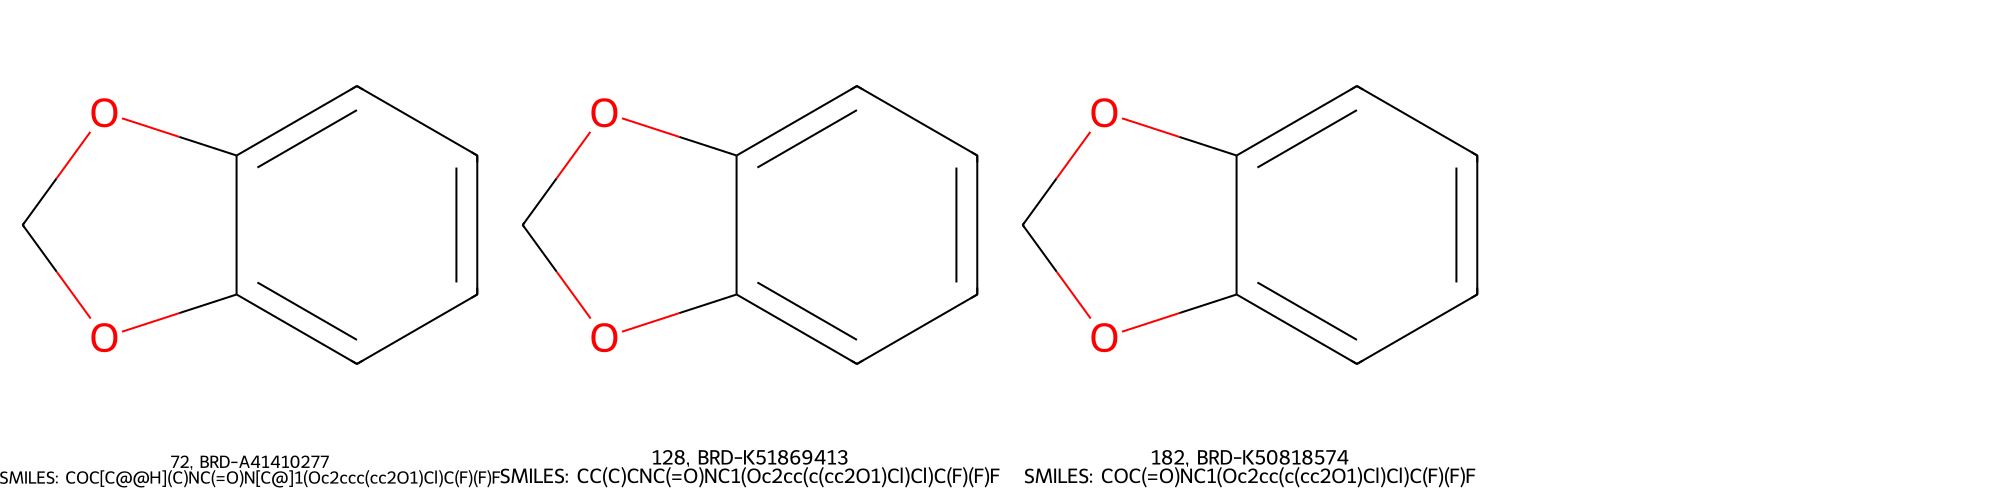 O
O
O
O
O
O
72, BRD-A41410277
SMILES: COC[C@@H](C)NC(=O)N[C@]1(Oc2ccc(cc2O1)Cl)C(F)(F)F
128, BRD-K51869413
SMILES: CC(C)CNC(=O)NC1(Oc2cc(c(cc2O1)Cl)Cl)C(F)(F)F
182, BRD-K50818574
SMILES: COC(=O)NC1(Oc2cc(c(cc2O1)Cl)Cl)C(F)(F)F